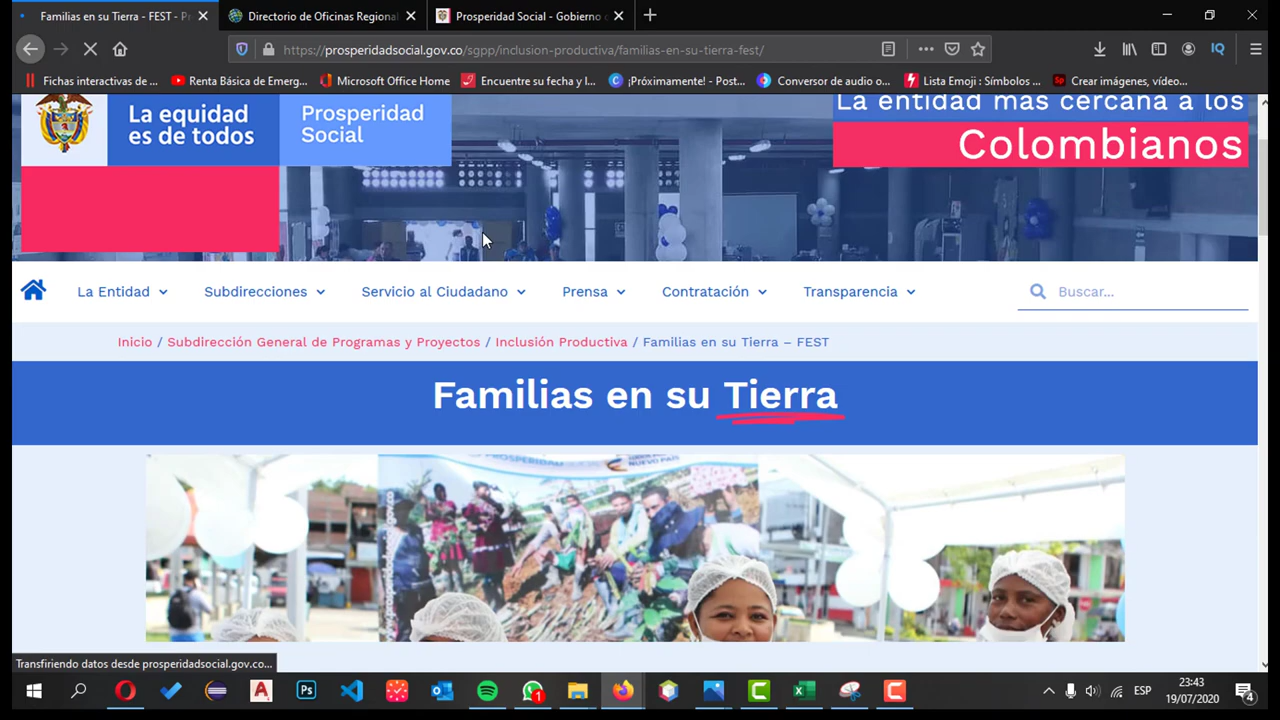 Familias en su Tierra - FEST - Pr
Directorio de Oficinas Regional
Prosperidad Social - Gobierno
https://prosperidadsocial.gov.co/sgpp/inclusion-productiva/familias-en-su-tierra-fest/
IQ
Fichas interactivas de ...
Renta Básica de Emerg...
Microsoft Office Home
Encuentre su fecha y l...
¡Próximamente! - Post...
Conversor de audio o...
Lista Emoji : Símbolos ...
Crear imágenes, vídeo...
La equidad
es de todos
Prosperidad
Social
La entidad más cercana a los
Colombianos
La Entidad
Subdirecciones
Servicio al Ciudadano
Prensa
Contratación
Transparencia
Buscar...
Inicio / Subdirección General de Programas y Proyectos / Inclusión Productiva / Familias en su Tierra – FEST
Familias en su Tierra
NUEVO PAÍS
Transfiriendo datos desde prosperidadsocial.gov.co...
ESP
23:43
19/07/2020